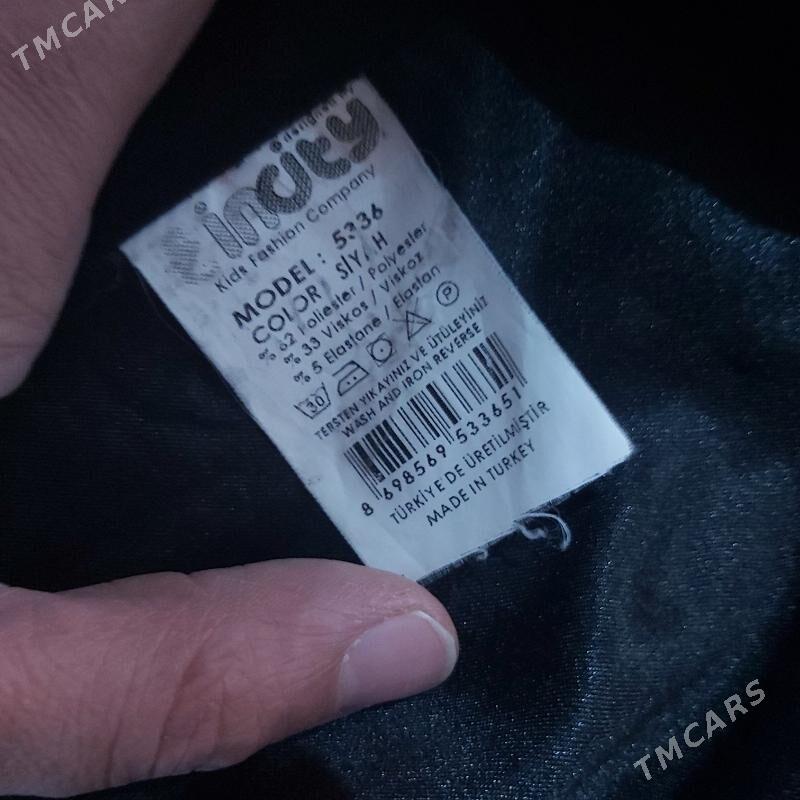 TMCARS
designed by
incity
Kids Fashion Company
MODEL : 5336
COLOR : SİYAH
% 62 Poliester / Polyester
% 33 Viskos / Viskoz
% 5 Elastane / Elastan
30 P
TERSTEN YIKAYINIZ VE ÜTÜLEYİNİZ
WASH AND IRON REVERSE
8 698569 533651
TÜRKİYE DE ÜRETİLMİŞTİR
MADE IN TURKEY
TMCARS